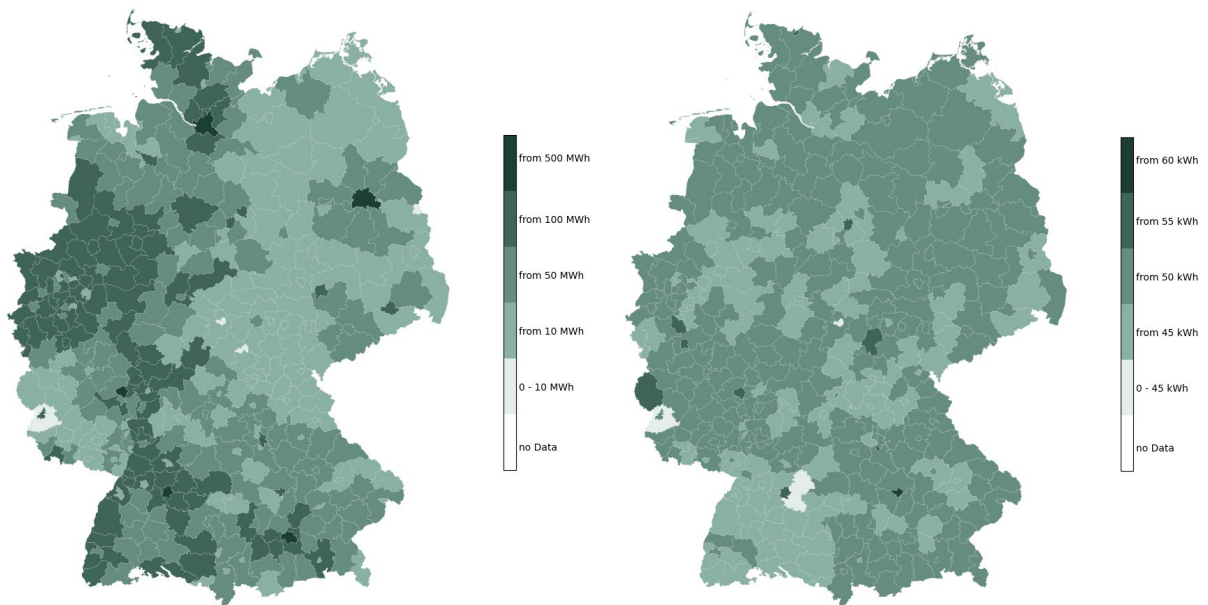 from 500 MWh
from 100 MWh
from 50 MWh
from 10 MWh
0 - 10 MWh
no Data
from 60 kWh
from 55 kWh
from 50 kWh
from 45 kWh
0 - 45 kWh
no Data